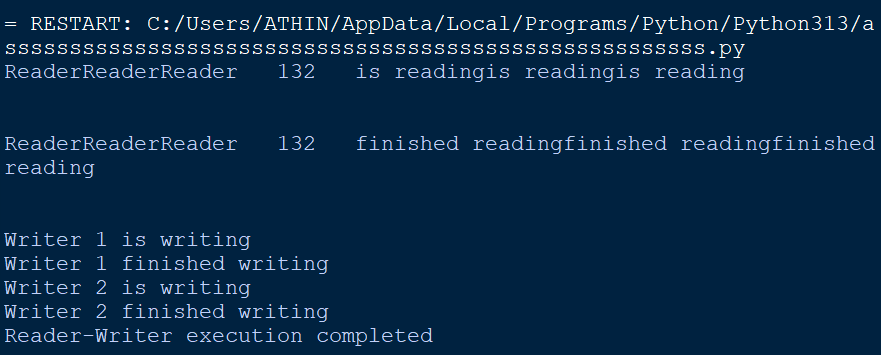 = RESTART: C:/Users/ATHIN/AppData/Local/Programs/Python/Python313/a
ssssssssssssssssssssssssssssssssssssssssssssssssssssss.py
ReaderReaderReader   132   is readingis readingis reading
ReaderReaderReader   132   finished readingfinished readingfinished
reading
Writer 1 is writing
Writer 1 finished writing
Writer 2 is writing
Writer 2 finished writing
Reader-Writer execution completed